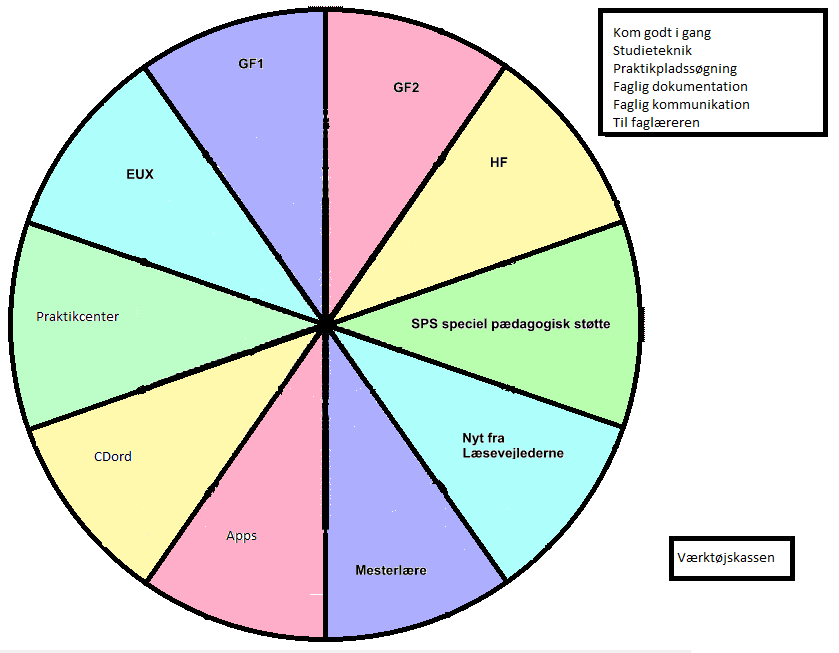 GF1
GF2
HF
SPS speciel pædagogisk støtte
Nyt fra
Læsevejlederne
Mesterlære
Apps
CDord
Praktikcenter
EUX
Kom godt i gang
Studieteknik
Praktikpladssøgning
Faglig dokumentation
Faglig kommunikation
Til faglæreren
Værktøjskassen